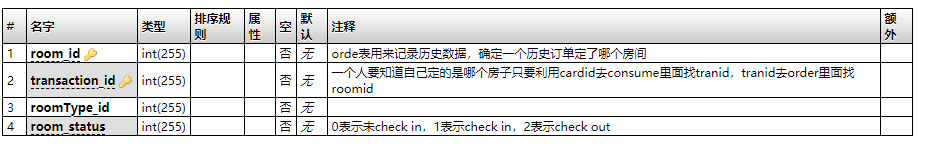 # 名字 类型 排序规则 属性 空 默认 注释 额外
1 room_id int(255) 否 无 orde表用来记录历史数据，确定一个历史订单定了哪个房间
2 transaction_id int(255) 否 无 一个人要知道自己定的是哪个房子只要利用cardid去consume里面找tranid，tranid去order里面找
roomid
3 roomType_id int(255) 否 无
4 room_status int(255) 否 无 0表示未check in，1表示check in，2表示check out